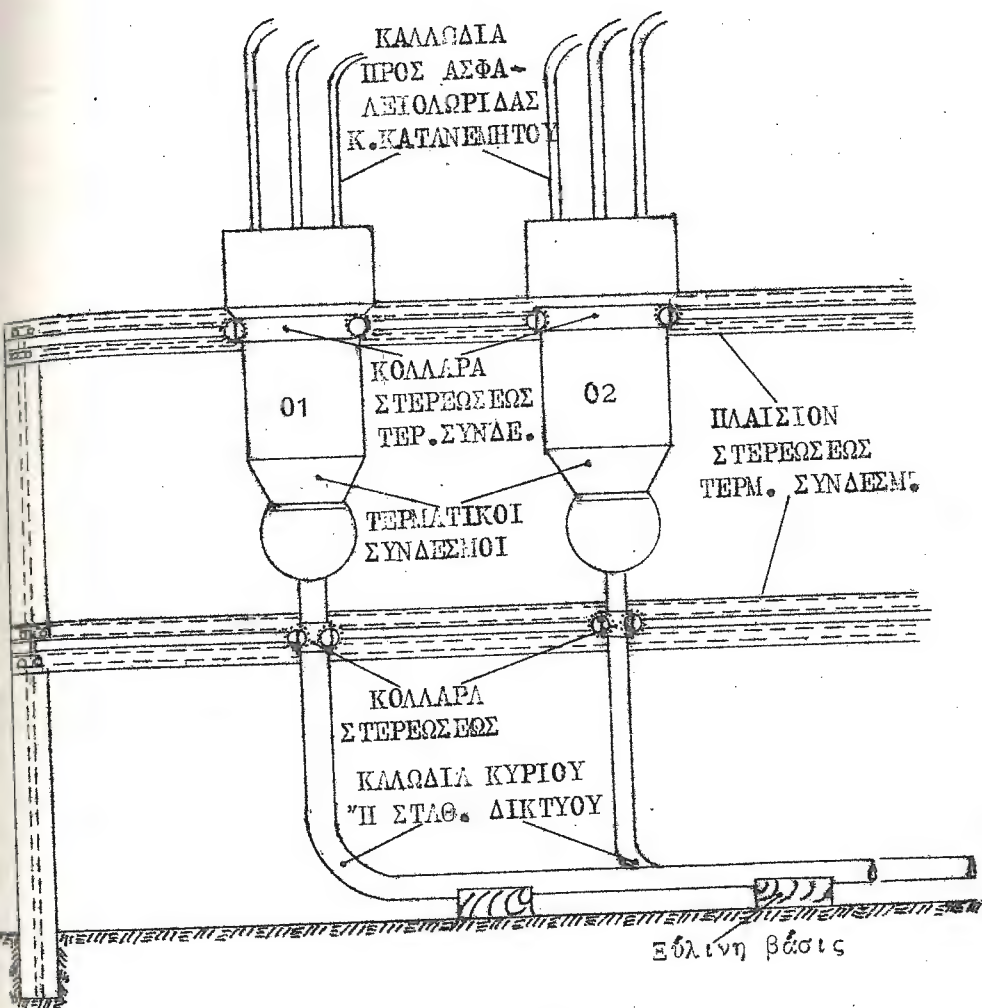 ΚΑΛΛΩΔΙΑ
ΠΡΟΣ ΑΣΦΑ-
ΛΕΙΟΛΩΡΙΔΑΣ
Κ.ΚΑΤΑΝΕΜΗΤΟΥ
ΚΟΛΛΑΡΑ
ΣΤΕΡΕΩΣΕΩΣ
ΤΕΡ.ΣΥΝΔΕ.
01
02
ΠΛΑΙΣΙΟΝ
ΣΤΕΡΕΩΣΕΩΣ
ΤΕΡΜ. ΣΥΝΔΕΣΜ.
ΤΕΡΜΑΤΙΚΟΙ
ΣΥΝΔΕΣΜΟΙ
ΚΟΛΛΑΡΑ
ΣΤΕΡΕΩΣΕΩΣ
ΚΑΛΩΔΙΑ ΚΥΡΙΟΥ
Ἢ ΣΤΑΘ. ΔΙΚΤΥΟΥ
Ξύλινη βάσις